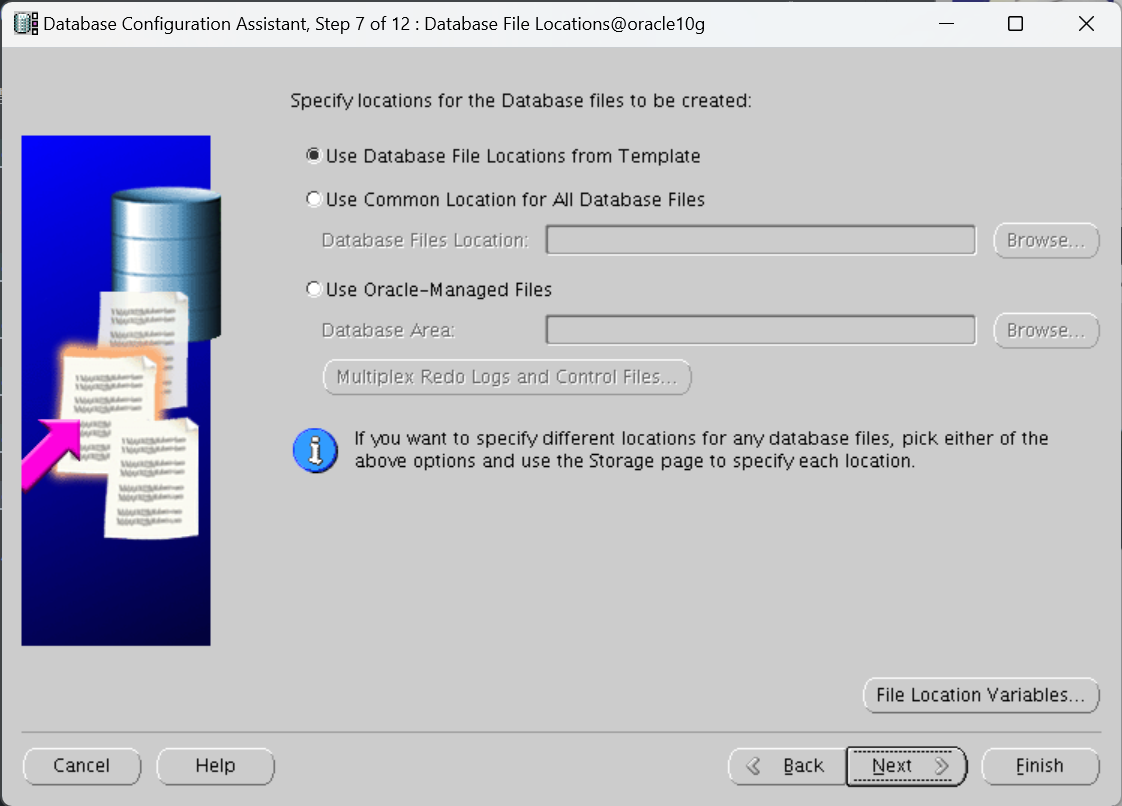 Database Configuration Assistant, Step 7 of 12 : Database File Locations@oracle10g
Specify locations for the Database files to be created:
Use Database File Locations from Template
Use Common Location for All Database Files
Database Files Location:
Browse...
Use Oracle-Managed Files
Database Area:
Browse...
Multiplex Redo Logs and Control Files...
If you want to specify different locations for any database files, pick either of the
above options and use the Storage page to specify each location.
File Location Variables...
Cancel
Help
Back
Next
Finish